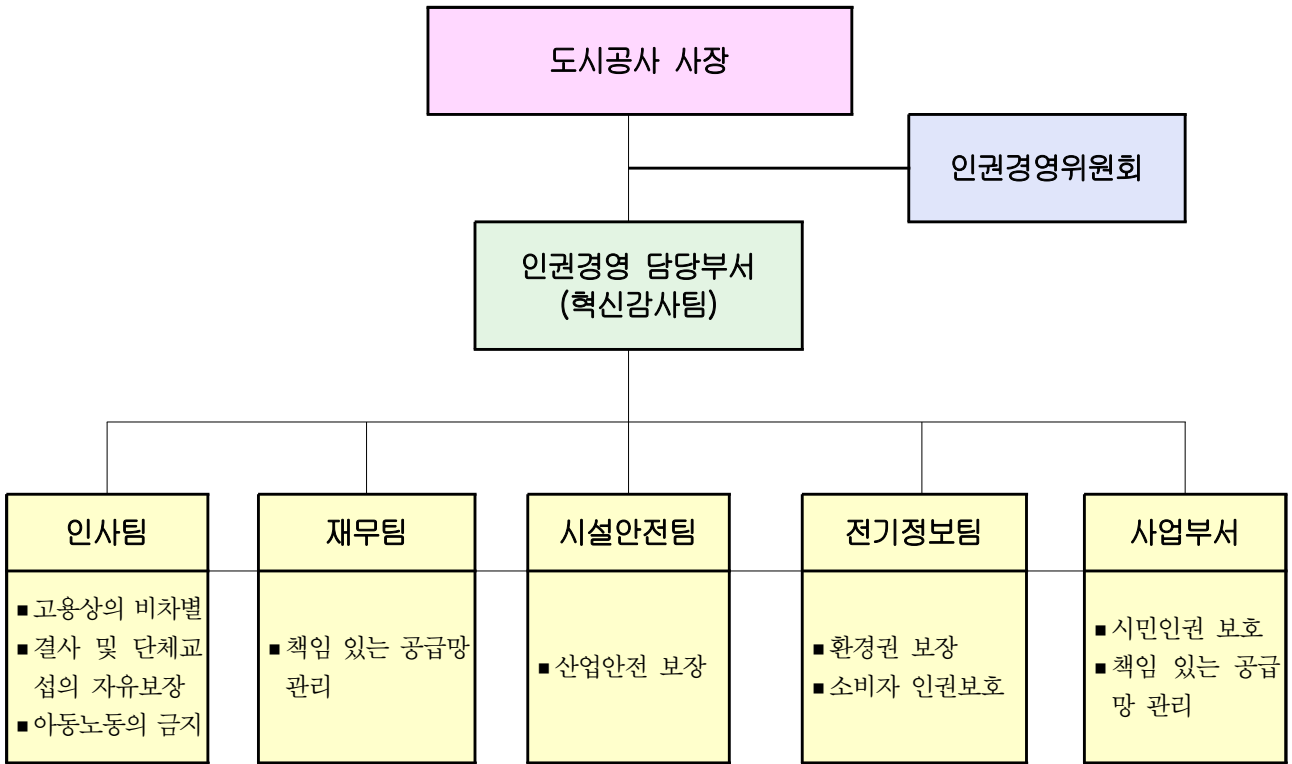 도시공사 사장
인권경영위원회
인권경영 담당부서
(혁신감사팀)
인사팀
■고용상의 비차별
■결사 및 단체교
섭의 자유보장
■아동노동의 금지
재무팀
■책임 있는 공급망
관리
시설안전팀
■산업안전 보장
전기정보팀
■환경권 보장
■소비자 인권보호
사업부서
■시민인권 보호
■책임 있는 공급
망 관리